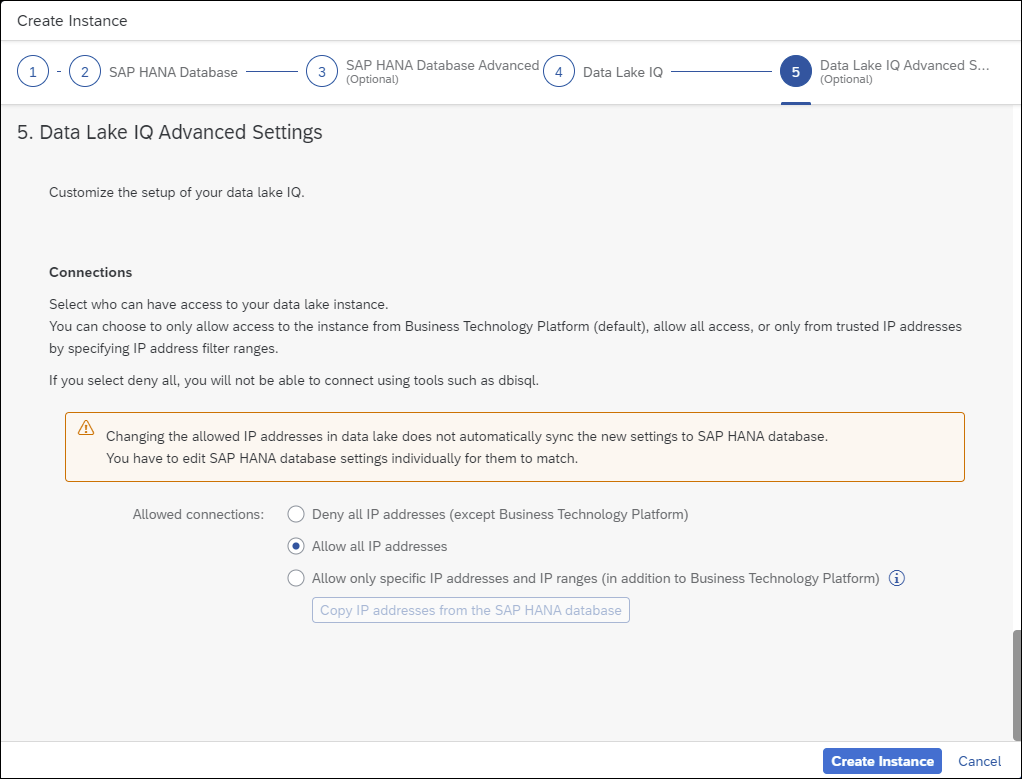 Create Instance
1 - 2 SAP HANA Database 3 SAP HANA Database Advanced (Optional) 4 Data Lake IQ 5 Data Lake IQ Advanced S... (Optional)
5. Data Lake IQ Advanced Settings
Customize the setup of your data lake IQ.
Connections
Select who can have access to your data lake instance.
You can choose to only allow access to the instance from Business Technology Platform (default), allow all access, or only from trusted IP addresses
by specifying IP address filter ranges.
If you select deny all, you will not be able to connect using tools such as dbisql.
Changing the allowed IP addresses in data lake does not automatically sync the new settings to SAP HANA database.
You have to edit SAP HANA database settings individually for them to match.
Allowed connections: Deny all IP addresses (except Business Technology Platform)
Allow all IP addresses
Allow only specific IP addresses and IP ranges (in addition to Business Technology Platform)
Copy IP addresses from the SAP HANA database
Create Instance Cancel